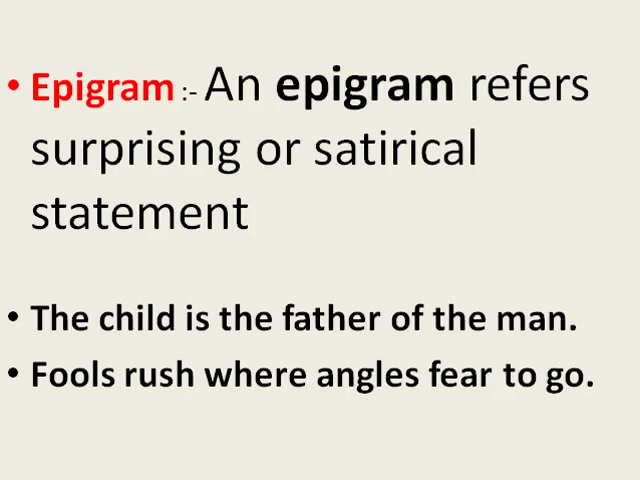 • Epigram :- An epigram refers
surprising or satirical
statement
• The child is the father of the man.
• Fools rush where angles fear to go.